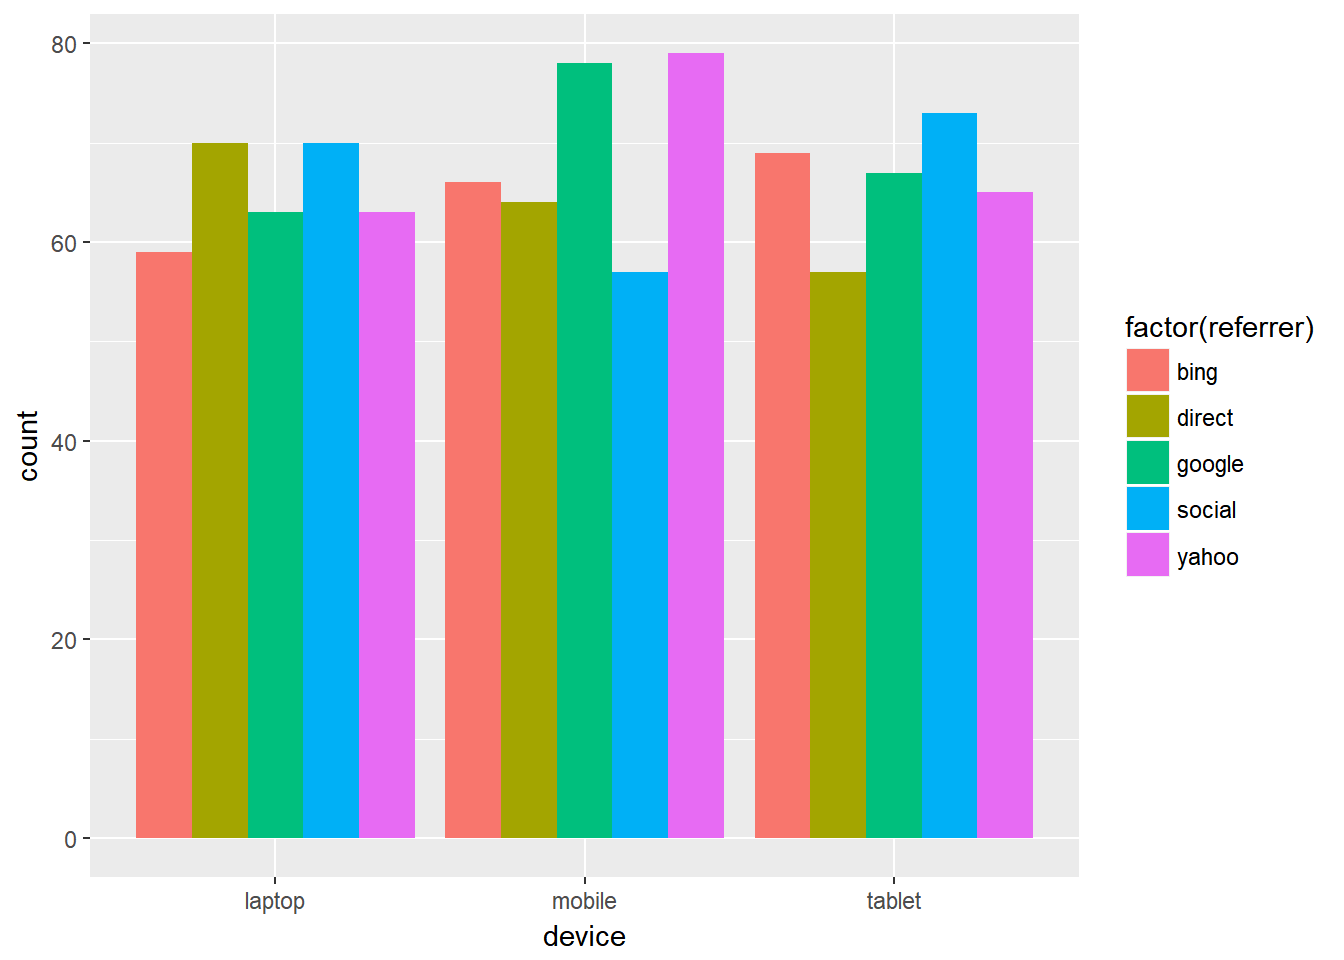 80
60
40
20
0
count
laptop
mobile
tablet
device
factor(referrer)
bing
direct
google
social
yahoo